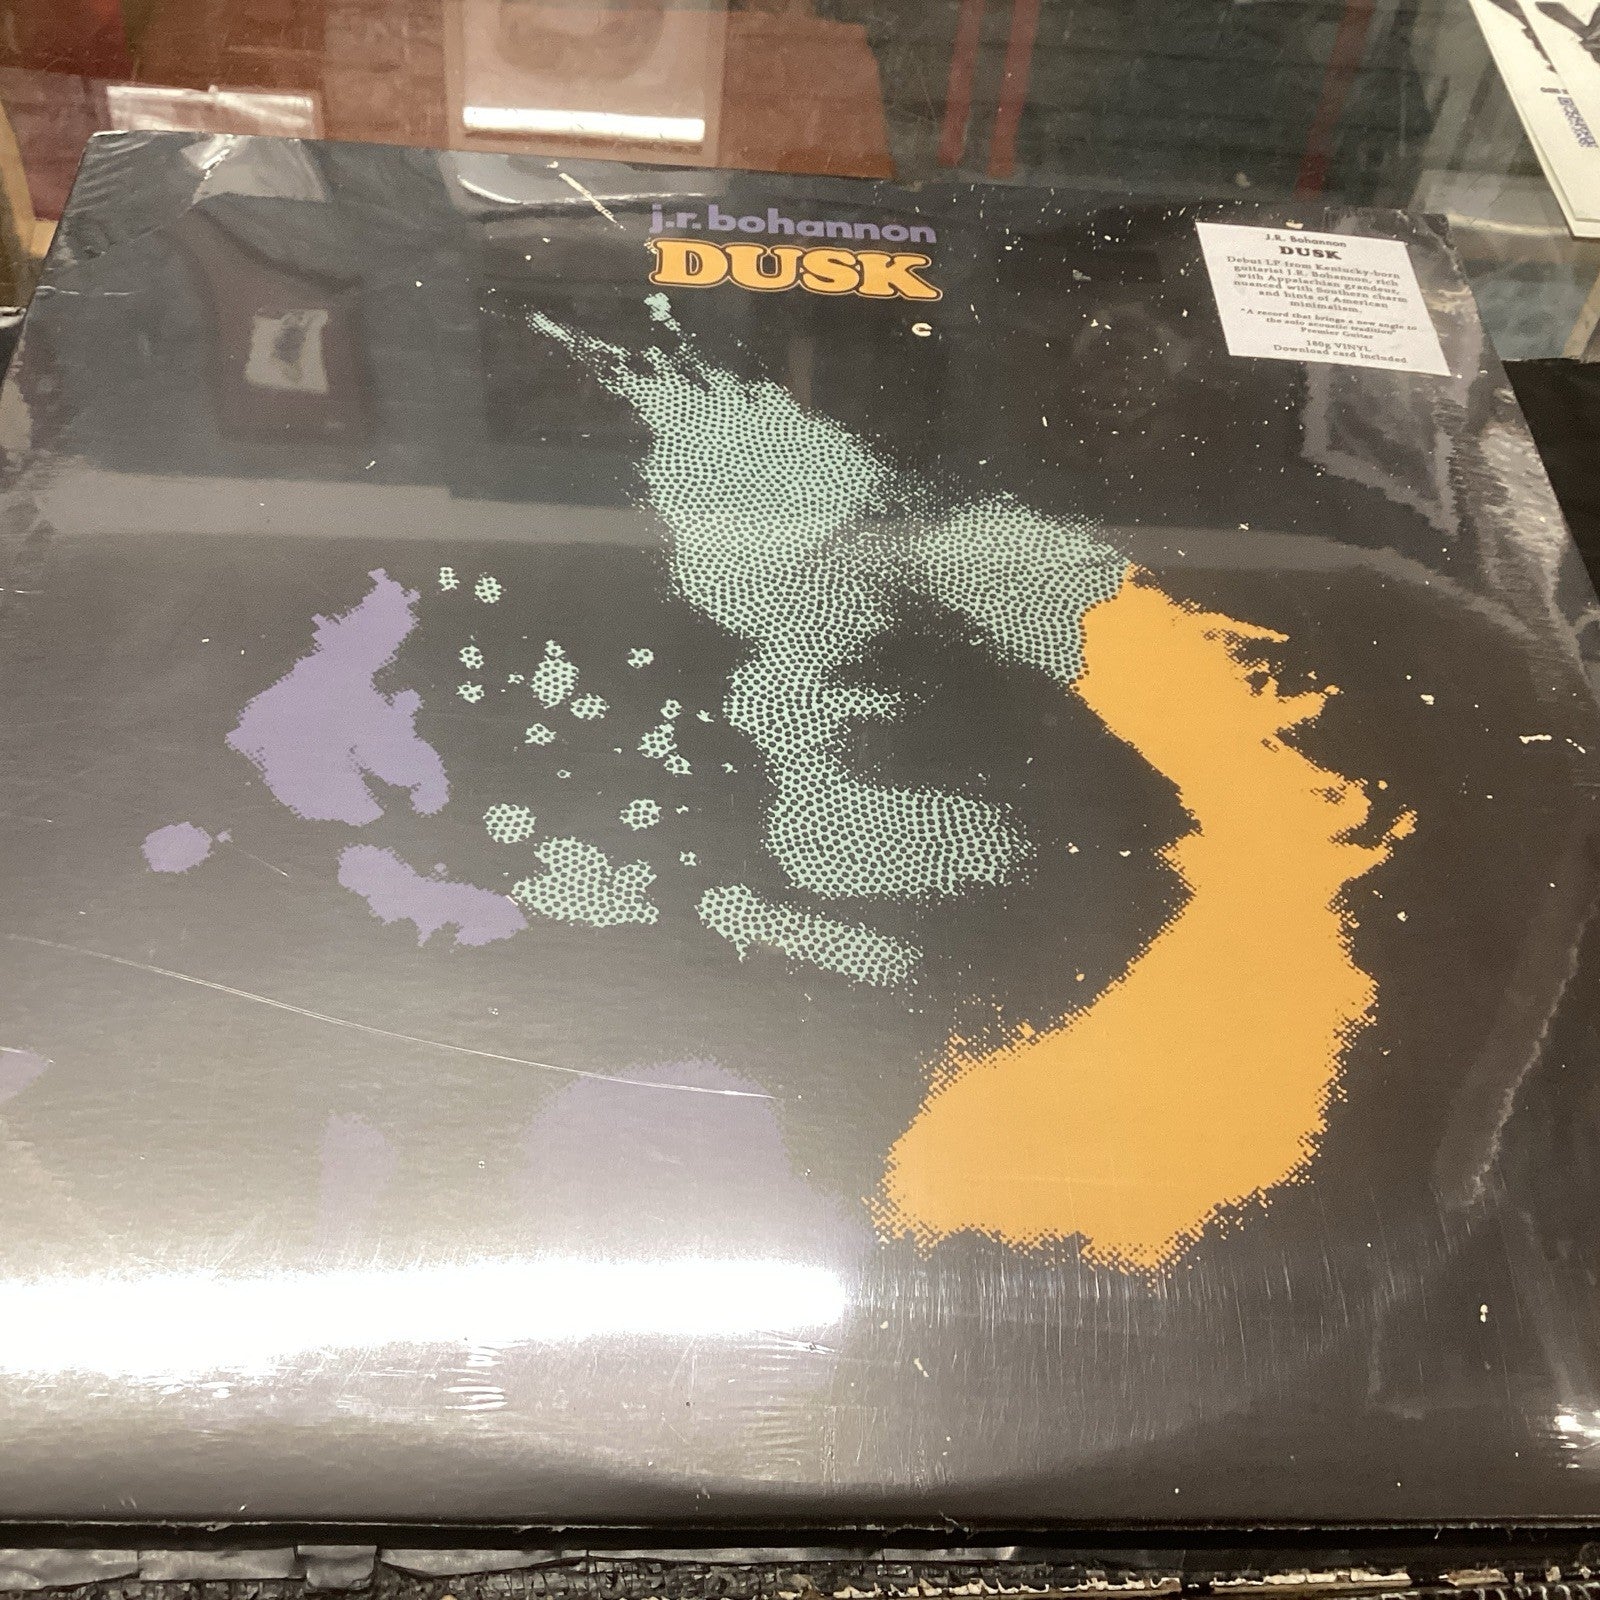 j.r. bohannon
DUSK
J.R. Bohannon
DUSK
Debut LP from Kentucky-born
guitarist J.R. Bohannon, rich
with Appalachian grandeur,
nuanced with Southern charm
and hints of American
minimalism.
"A record that brings a new angle to
the solo acoustic tradition"
Premier Guitar
180g VINYL
Download card included